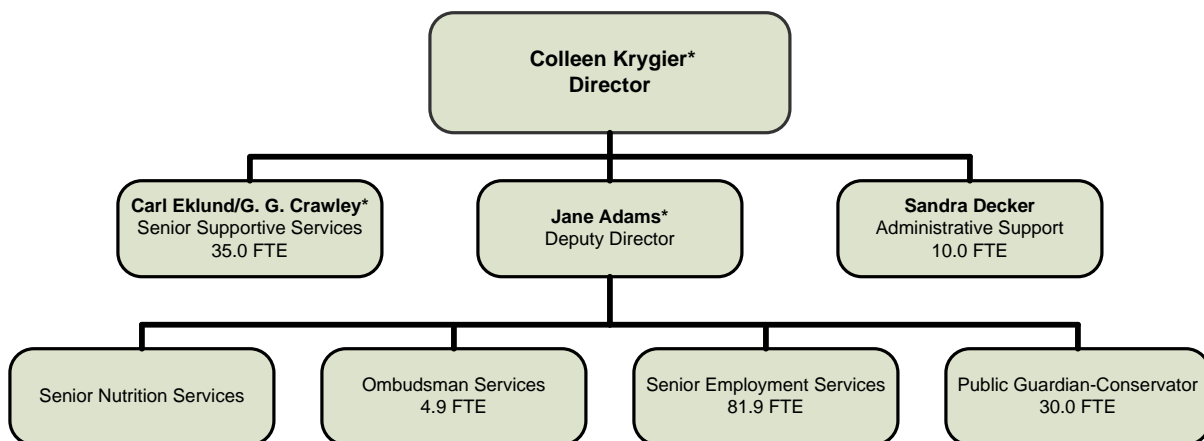 Colleen Krygier*
Director
Carl Eklund/G. G. Crawley*
Senior Supportive Services
35.0 FTE
Jane Adams*
Deputy Director
Sandra Decker
Administrative Support
10.0 FTE
Senior Nutrition Services
Ombudsman Services
4.9 FTE
Senior Employment Services
81.9 FTE
Public Guardian-Conservator
30.0 FTE